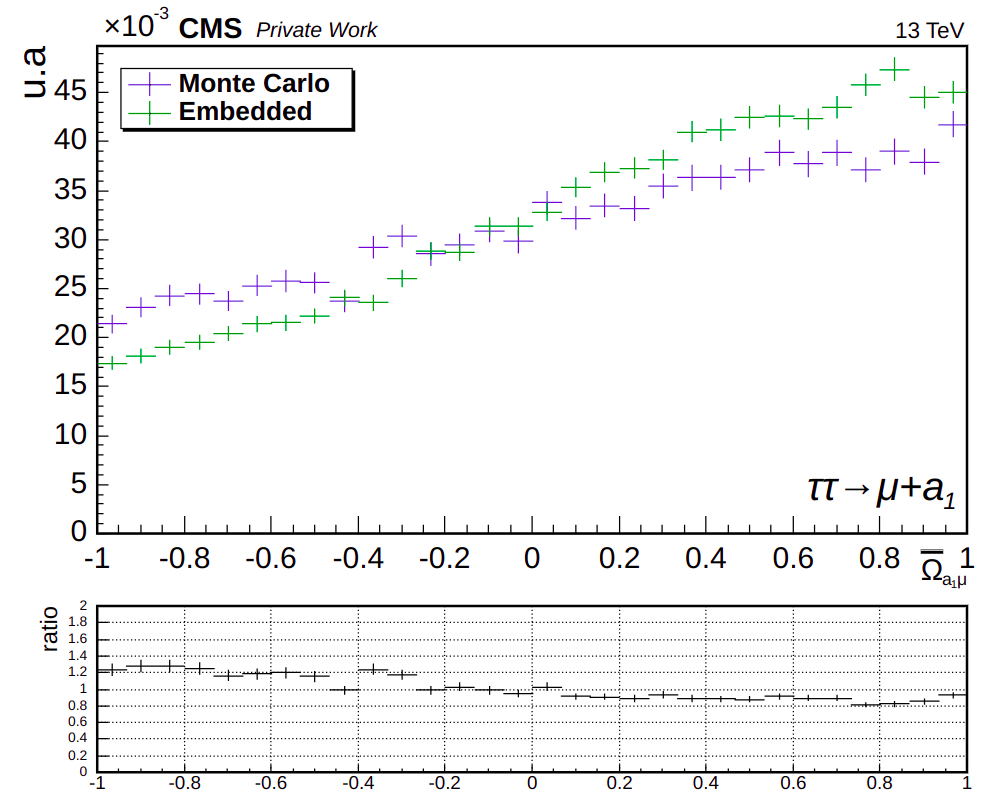 ×10⁻³ CMS Private Work 13 TeV
u.a
Monte Carlo
Embedded
45
40
35
30
25
20
15
10
5
0
ττ→μ+a₁
-1 -0.8 -0.6 -0.4 -0.2 0 0.2 0.4 0.6 0.8 1
Ω̅a₁μ
ratio
2
1.8
1.6
1.4
1.2
1
0.8
0.6
0.4
0.2
0
-1 -0.8 -0.6 -0.4 -0.2 0 0.2 0.4 0.6 0.8 1